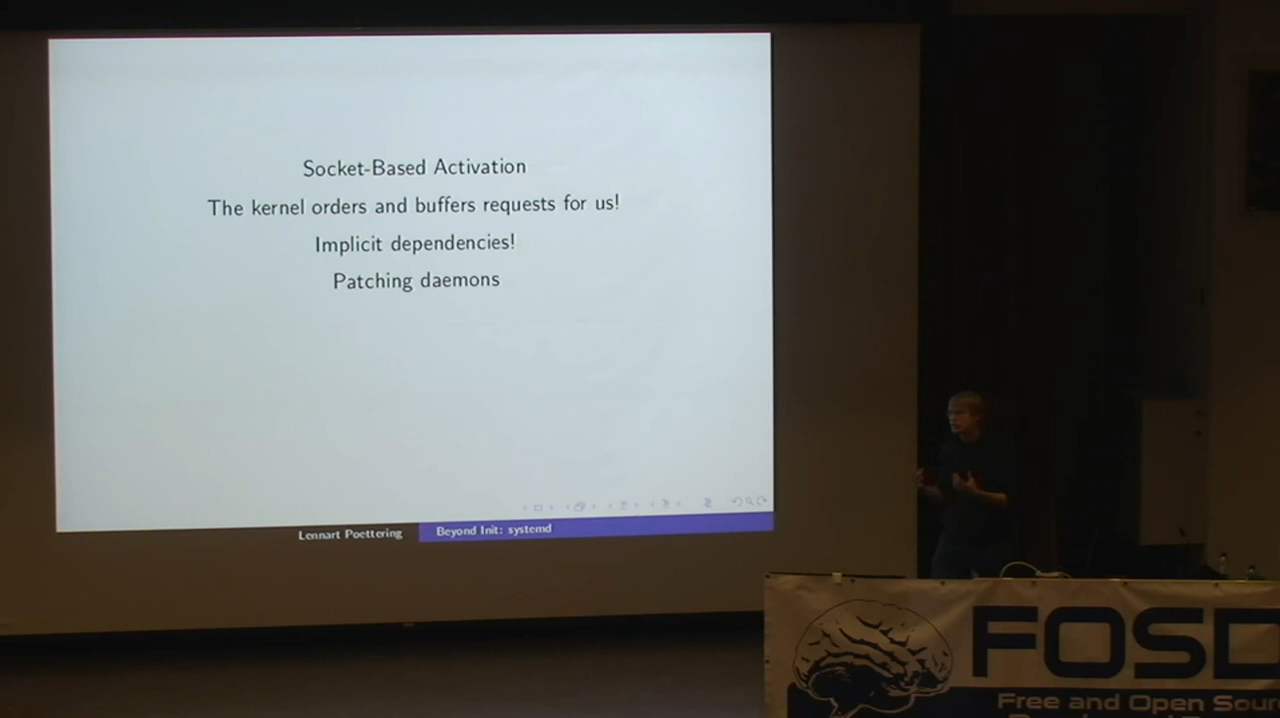 Socket-Based Activation
The kernel orders and buffers requests for us!
Implicit dependencies!
Patching daemons
Lennart Poettering
Beyond Init: systemd
FOSD
Free and Open Sour